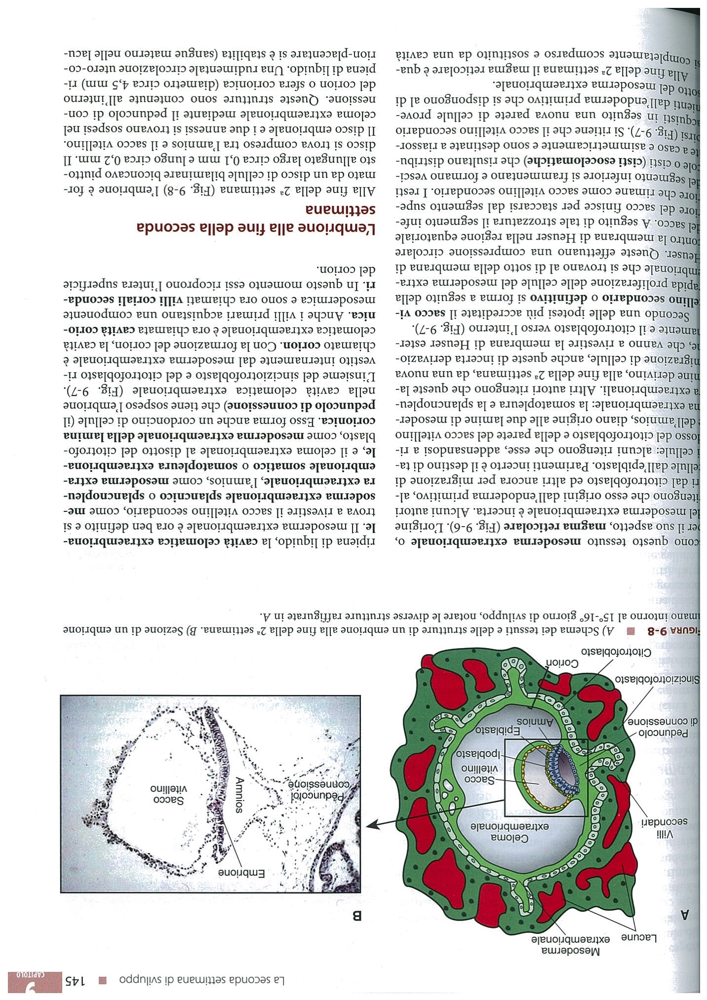 La seconda settimana di sviluppo ■ 145
CAPITOLO
9
A
Lacune
Mesoderma
extraembrionale
Villi
secondari
Celoma
extraembrionale
Sacco
vitellino
Ipoblasto
Epiblasto
Amnios
Peduncolo
di connessione
Sinciziotrofoblasto
Citotrofoblasto
Corion
B
Embrione
Peduncolo
connessione
Amnios
Sacco
vitellino
FIGURA 9-8 ■ A) Schema dei tessuti e delle strutture di un embrione alla fine della 2ª settimana. B) Sezione di un embrione
umano intorno al 15º-16º giorno di sviluppo, notare le diverse strutture raffigurate in A.
scono questo tessuto mesoderma extraembrionale o,
per il suo aspetto, magma reticolare (Fig. 9-6). L'origine
del mesoderma extraembrionale è incerta. Alcuni autori
ritengono che esso origini dall'endoderma primitivo, al-
tri dal citotrofoblasto ed altri ancora per migrazione di
cellule dall'epiblasto. Parimenti incerto è il destino di ta-
li cellule: alcuni ritengono che esse, addensandosi a ri-
dosso del citotrofoblasto e della parete del sacco vitellino
e dell'amnios, diano origine alle due lamine di mesoder-
ma extraembrionale: la somatopleura e la splancnopleu-
ra extraembrionali. Altri autori ritengono che queste la-
mine derivino, alla fine della 2ª settimana, da una nuova
migrazione di cellule, anche queste di incerta derivazio-
ne, che vanno a rivestire la membrana di Heuser ester-
namente e il citotrofoblasto verso l'interno (Fig. 9-7).
Secondo una delle ipotesi più accreditate il sacco vi-
tellino secondario o definitivo si forma a seguito della
rapida proliferazione delle cellule del mesoderma extra-
embrionale che si trovano al di sotto della membrana di
Heuser. Queste effettuano una compressione circolare
contro la membrana di Heuser nella regione equatoriale
del sacco. A seguito di tale strozzatura il segmento infe-
riore del sacco finisce per staccarsi dal segmento supe-
riore che rimane come sacco vitellino secondario. I resti
del segmento inferiore si frammentano e formano vesci-
cole o cisti (cisti esocelomatiche) che risultano distribu-
ite a caso e asimmetricamente e sono destinate a riassor-
birsi (Fig. 9-7). Si ritiene che il sacco vitellino secondario
acquisti in seguito una nuova parete di cellule prove-
nienti dall'endoderma primitivo che si dispongono al di
sotto del mesoderma extraembrionale.
Alla fine della 2ª settimana il magma reticolare è qua-
si completamente scomparso e sostituito da una cavità
ripiena di liquido, la cavità celomatica extraembriona-
le. Il mesoderma extraembrionale è ora ben definito e si
trova a rivestire il sacco vitellino secondario, come me-
soderma extraembrionale splancnico o splancnopleu-
ra extraembrionale, l'amnios, come mesoderma extra-
embrionale somatico o somatopleura extraembriona-
le, e il celoma extraembrionale al disotto del citotrofo-
blasto, come mesoderma extraembrionale della lamina
corionica. Esso forma anche un cordoncino di cellule (il
peduncolo di connessione) che tiene sospeso l'embrione
nella cavità celomatica extraembrionale (Fig. 9-7).
L'insieme del sinciziotrofoblasto e del citotrofoblasto ri-
vestito internamente dal mesoderma extraembrionale è
chiamato corion. Con la formazione del corion, la cavità
celomatica extraembrionale è ora chiamata cavità corio-
nica. Anche i villi primari acquistano una componente
mesodermica e sono ora chiamati villi coriali seconda-
ri. In questo momento essi ricoprono l'intera superficie
del corion.
L'embrione alla fine della seconda
settimana
Alla fine della 2ª settimana (Fig. 9-8) l'embrione è for-
mato da un disco di cellule bilaminare biconcavo piutto-
sto allungato largo circa 0,1 mm e lungo circa 0,2 mm. Il
disco si trova compreso tra l'amnios e il sacco vitellino.
Il disco embrionale e i due annessi si trovano sospesi nel
celoma extraembrionale mediante il peduncolo di con-
nessione. Queste strutture sono contenute all'interno
del corion o sfera corionica (diametro circa 4,5 mm) ri-
piena di liquido. Una rudimentale circolazione utero-co-
rion-placentare si è stabilita (sangue materno nelle lacu-